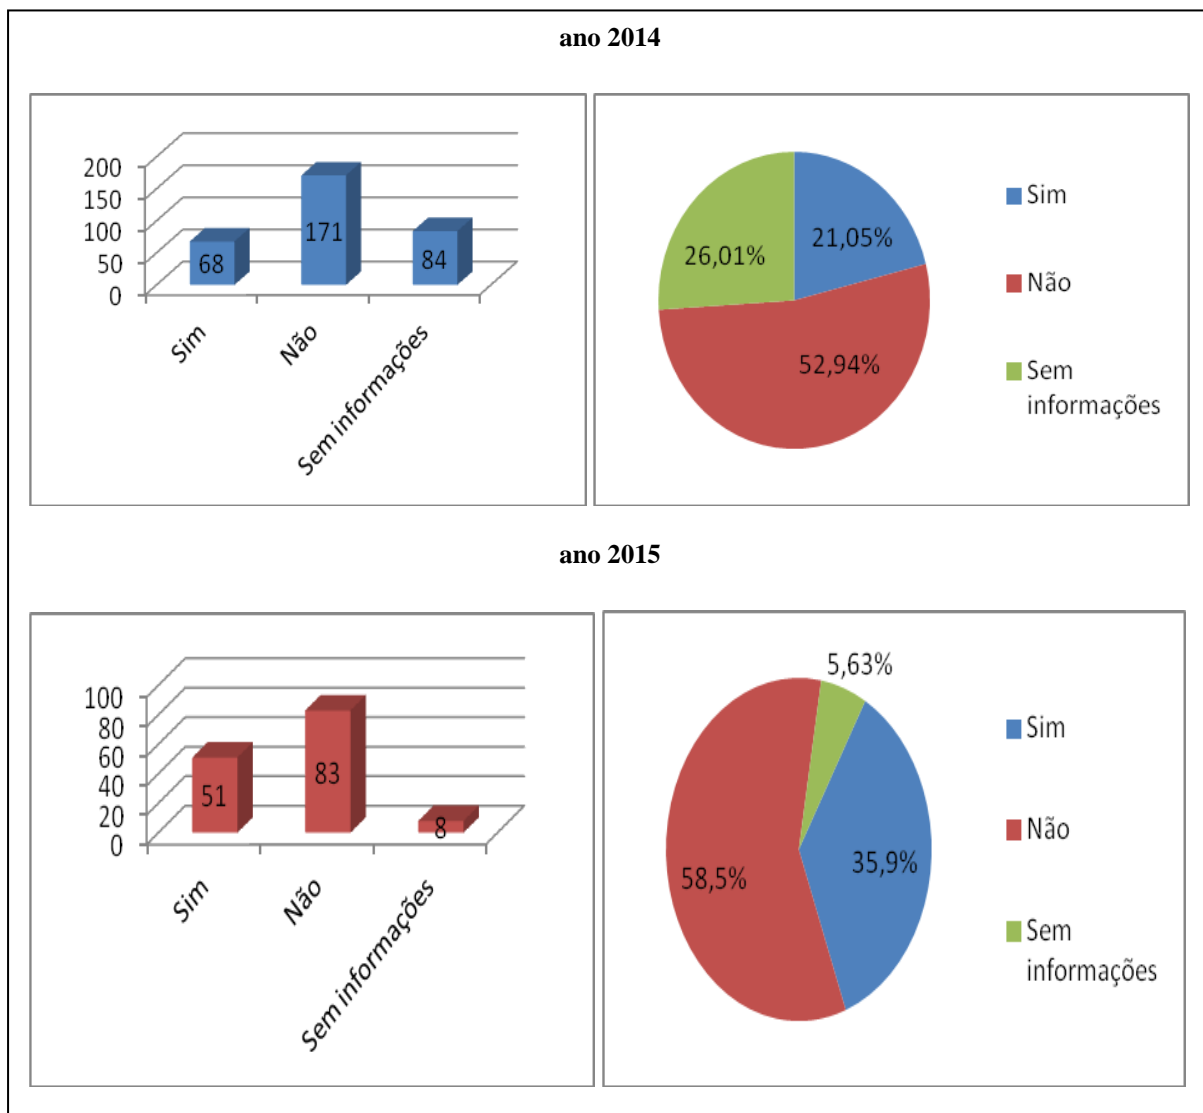 ano 2014
200
150
100
50
0
68
171
84
Sim
Não
Sem informações
21,05%
52,94%
26,01%
Sim
Não
Sem
informações
ano 2015
100
80
60
40
20
0
51
83
8
Sim
Não
Sem informações
5,63%
35,9%
58,5%
Sim
Não
Sem
informações